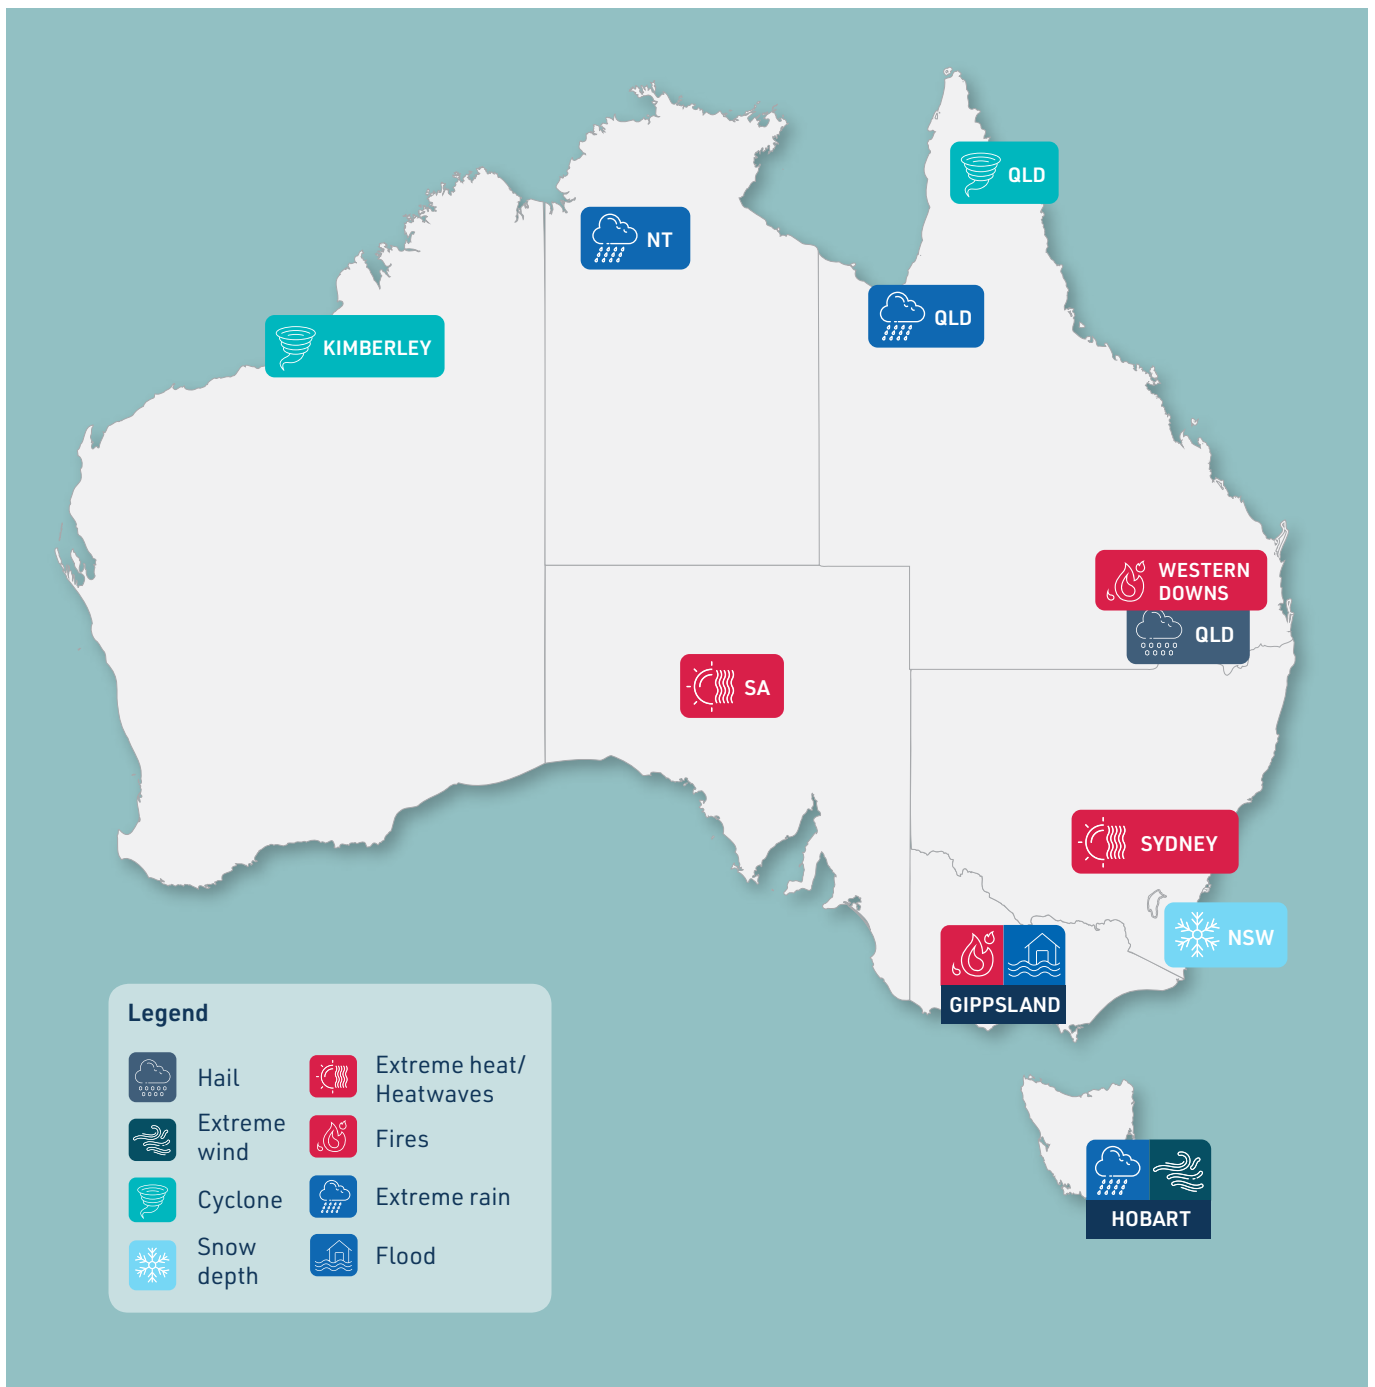 QLD
NT
QLD
KIMBERLEY
WESTERN
DOWNS
QLD
SA
SYDNEY
NSW
GIPPSLAND
HOBART
Legend
Hail
Extreme
wind
Cyclone
Snow
depth
Extreme heat/
Heatwaves
Fires
Extreme rain
Flood